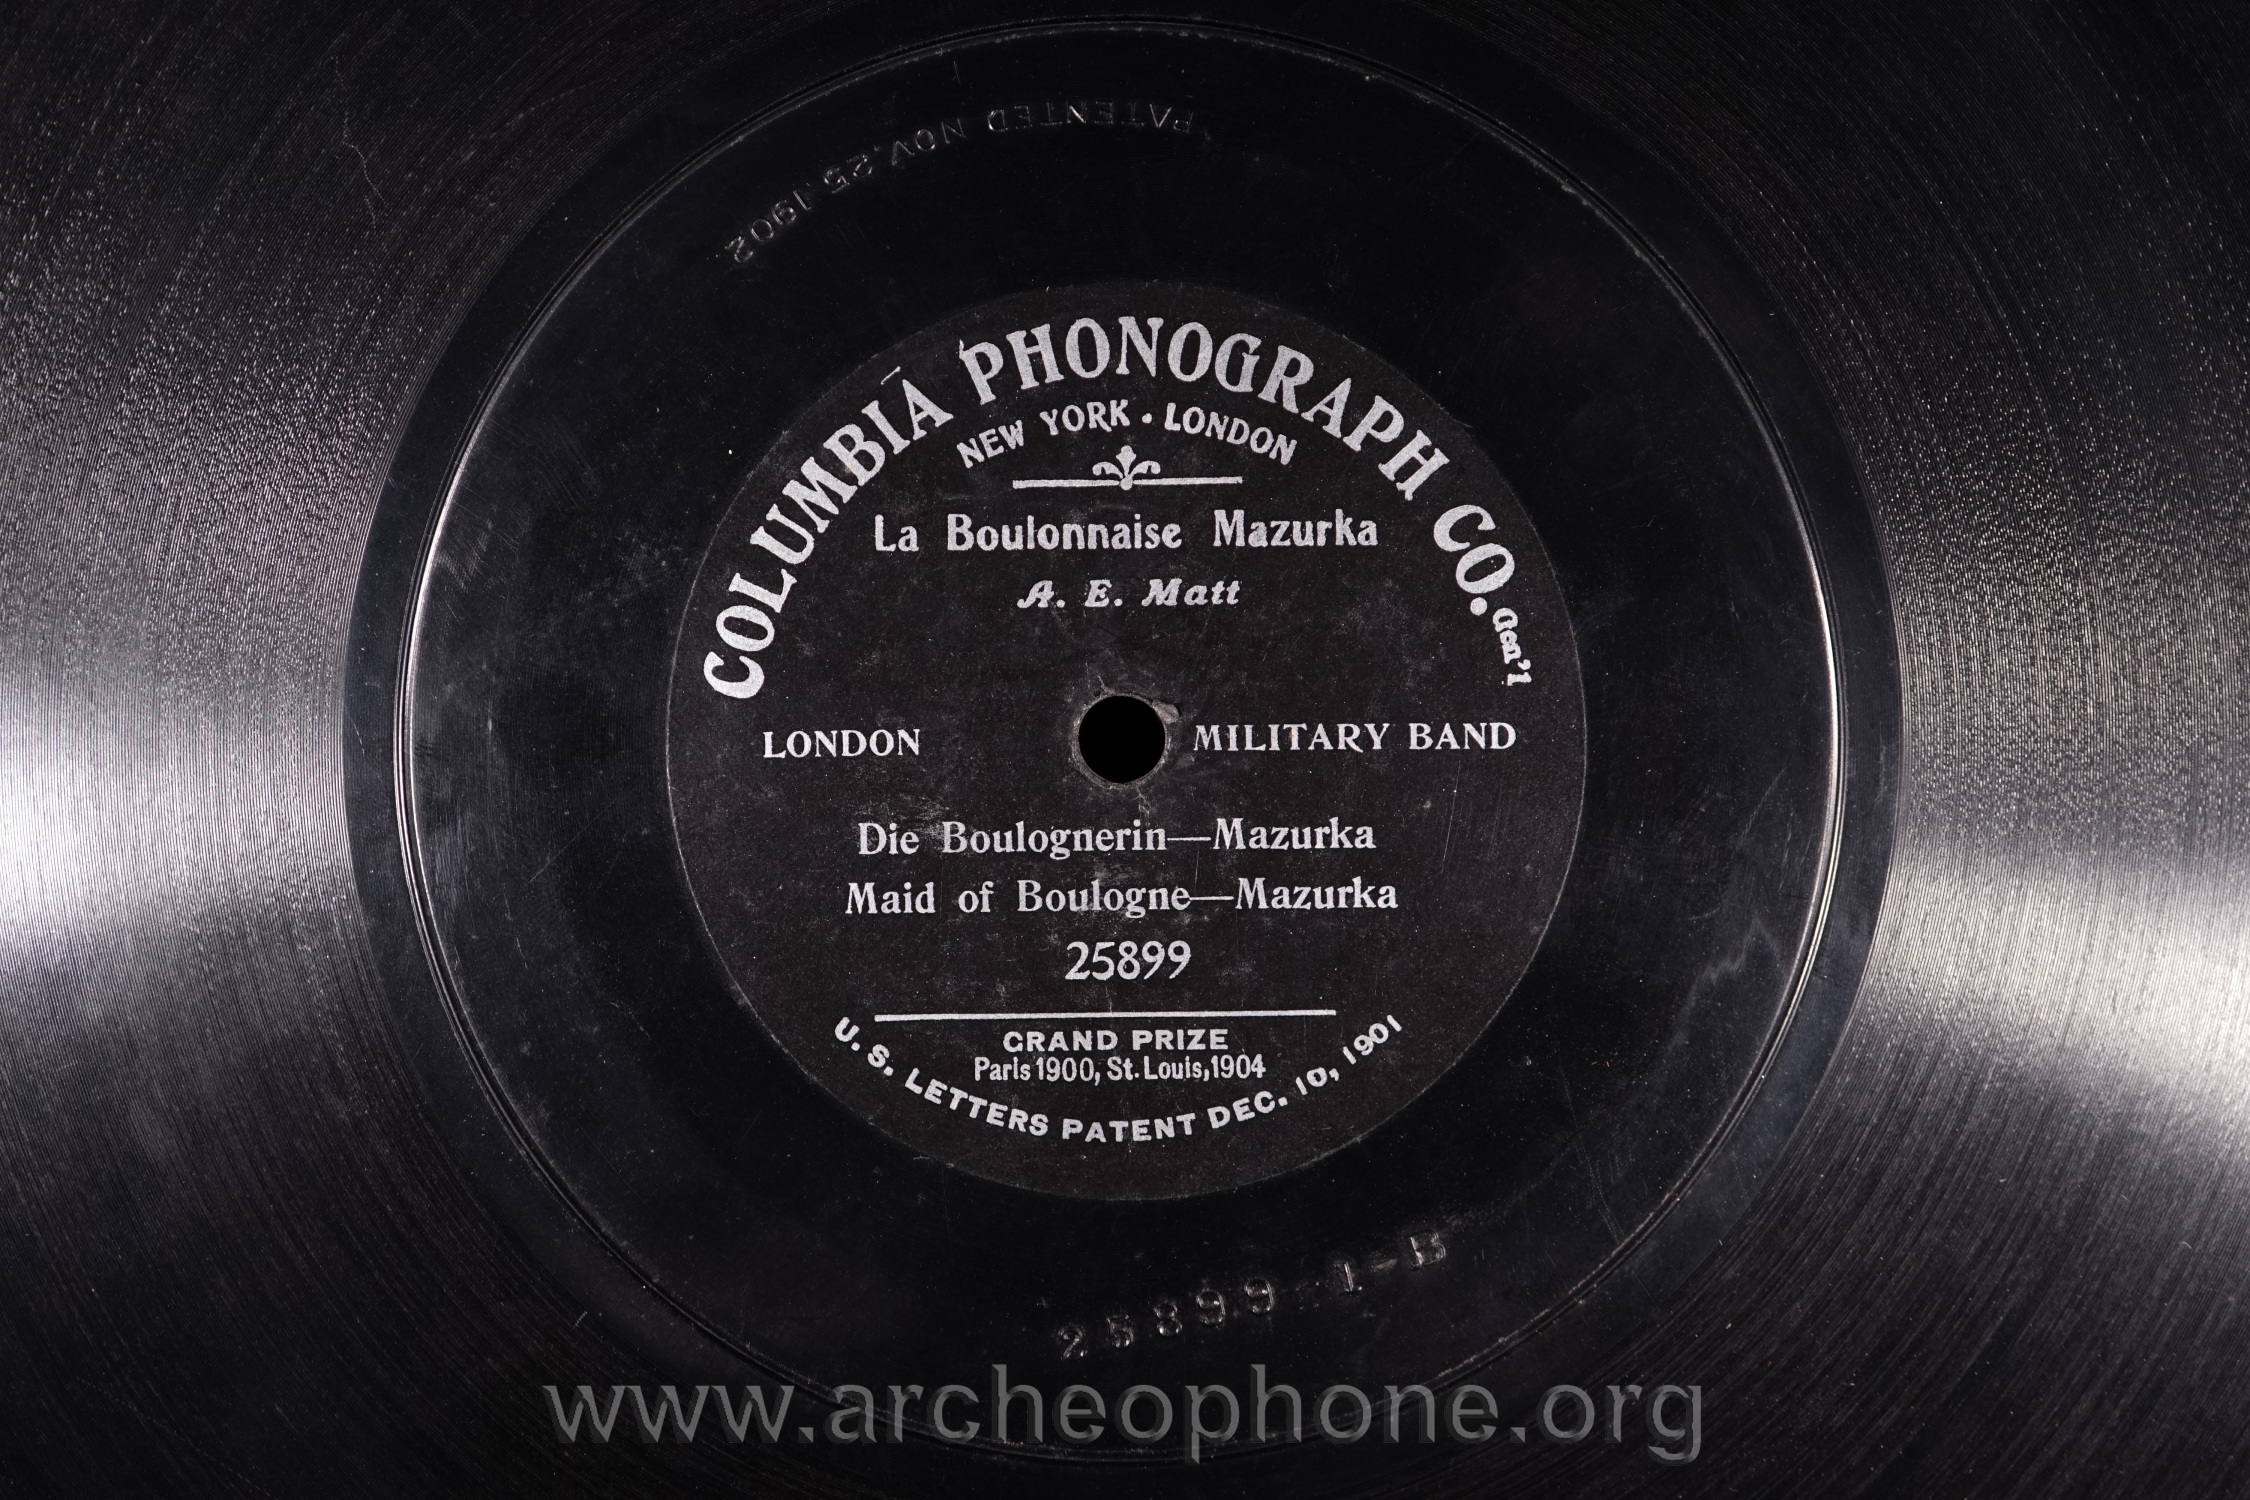 PATENTED NOV. 25 1902
COLUMBIA PHONOGRAPH CO. Gen'l
NEW YORK • LONDON
La Boulonnaise Mazurka
A. E. Matt
LONDON MILITARY BAND
Die Boulognerin—Mazurka
Maid of Boulogne—Mazurka
25899
GRAND PRIZE
Paris 1900, St. Louis, 1904
U. S. LETTERS PATENT DEC. 10, 1901
25899-1-B
www.archeophone.org